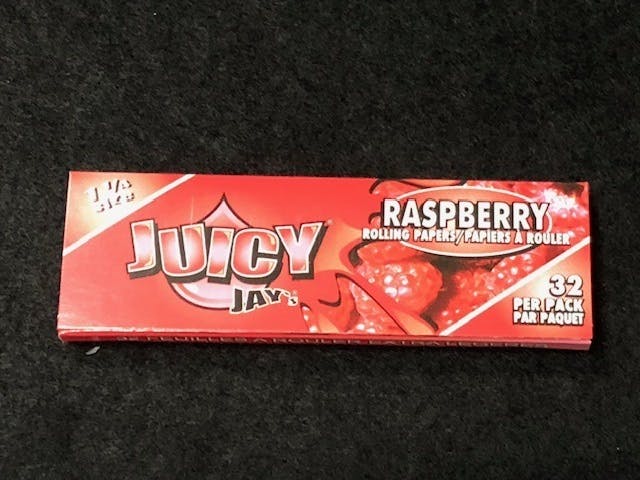 1 1/4
SIZE
JUICY
JAY'S
RASPBERRY
ROLLING PAPERS/PAPIERS À ROULER
32
PER PACK
PAR PAQUET